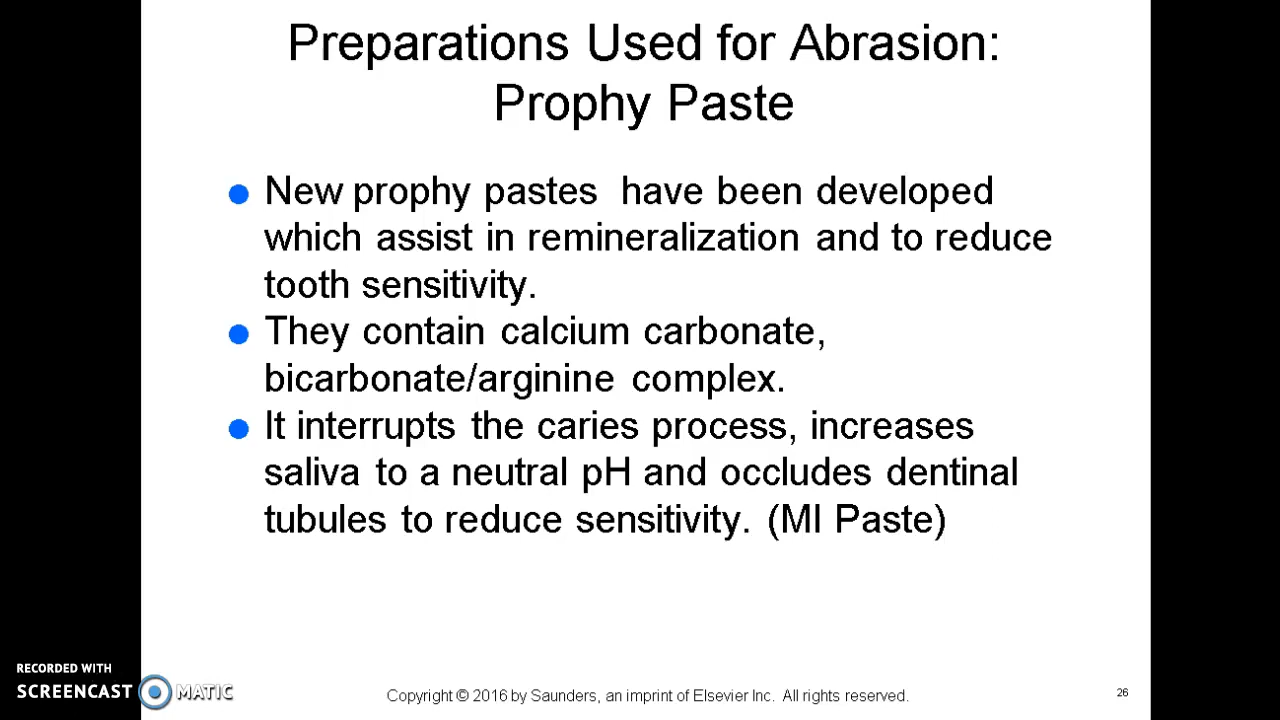 Preparations Used for Abrasion:
Prophy Paste
New prophy pastes have been developed
which assist in remineralization and to reduce
tooth sensitivity.
They contain calcium carbonate,
bicarbonate/arginine complex.
It interrupts the caries process, increases
saliva to a neutral pH and occludes dentinal
tubules to reduce sensitivity. (MI Paste)
RECORDED WITH
SCREENCAST MATIC
Copyright © 2016 by Saunders, an imprint of Elsevier Inc. All rights reserved.
26